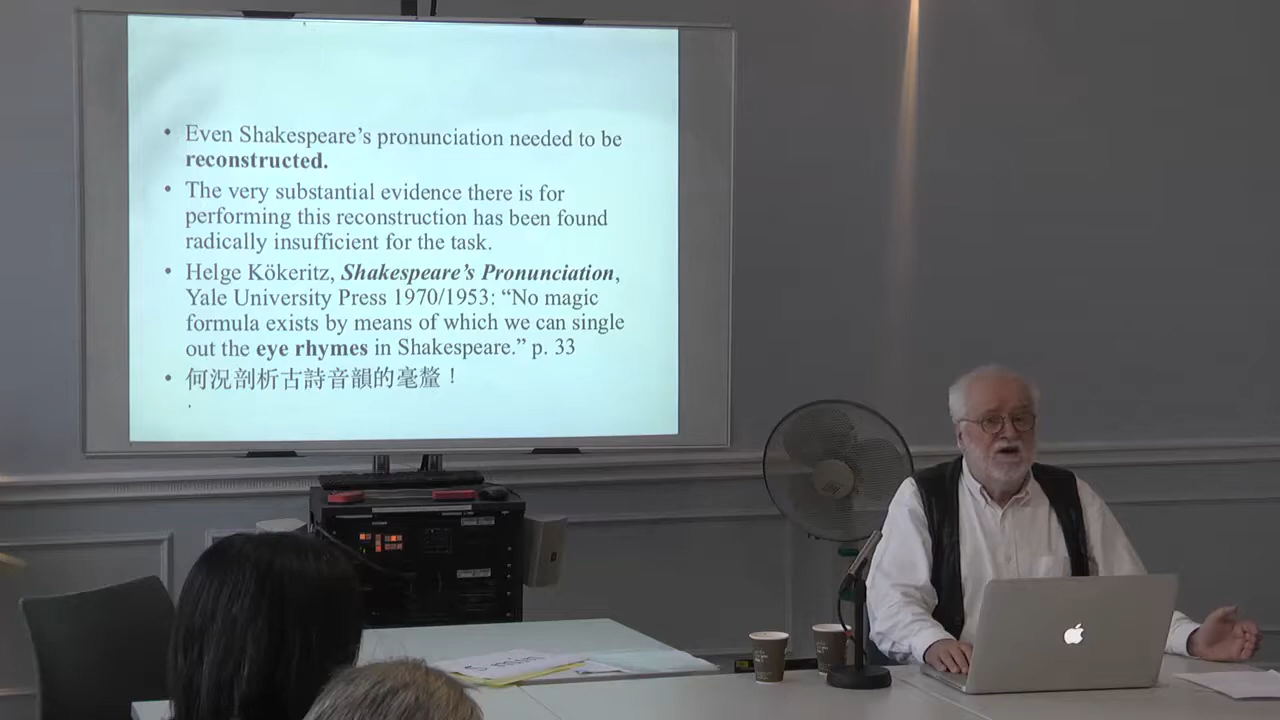 • Even Shakespeare's pronunciation needed to be
reconstructed.
• The very substantial evidence there is for
performing this reconstruction has been found
radically insufficient for the task.
• Helge Kökeritz, Shakespeare's Pronunciation,
Yale University Press 1970/1953: “No magic
formula exists by means of which we can single
out the eye rhymes in Shakespeare.” p. 33
• 何況剖析古詩音韻的毫釐！